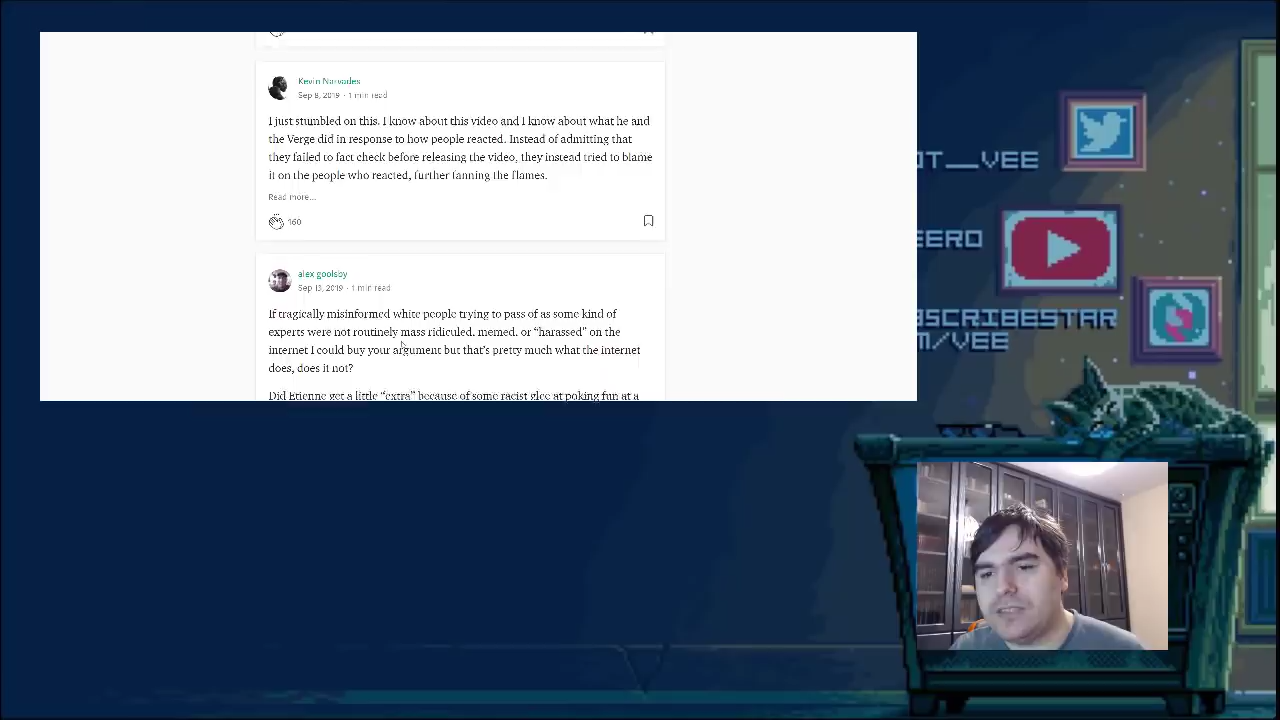 Kevin Narvades
Sep 8, 2019 · 1 min read
I just stumbled on this. I know about this video and I know about what he and
the Verge did in response to how people reacted. Instead of admitting that
they failed to fact check before releasing the video, they instead tried to blame
it on the people who reacted, further fanning the flames.
Read more...
160
alex goolsby
Sep 13, 2019 · 1 min read
If tragically misinformed white people trying to pass of as some kind of
experts were not routinely mass ridiculed, memed, or “harassed” on the
internet I could buy your argument but that’s pretty much what the internet
does, does it not?
Did Etienne get a little “extra” because of some racist glee at poking fun at a
OT__VEE
EERO
BSCRIBESTAR
M/VEE